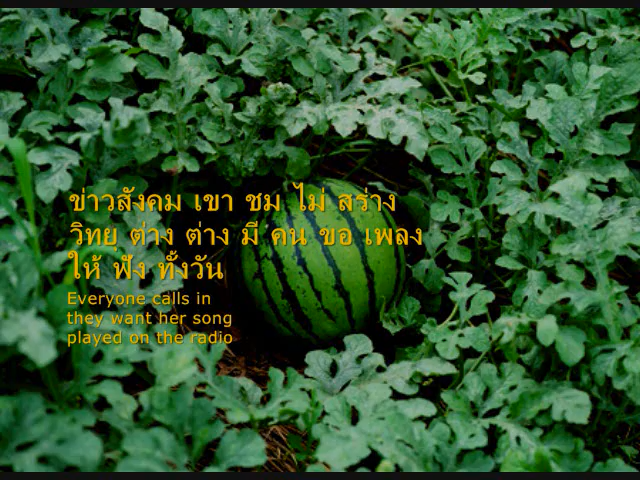 ข่าวสังคม เขา ชม ไม่ สร่าง
วิทยุ ต่าง ต่าง มี คน ขอ เพลง
ให้ ฟัง ทั้งวัน
Everyone calls in
they want her song
played on the radio